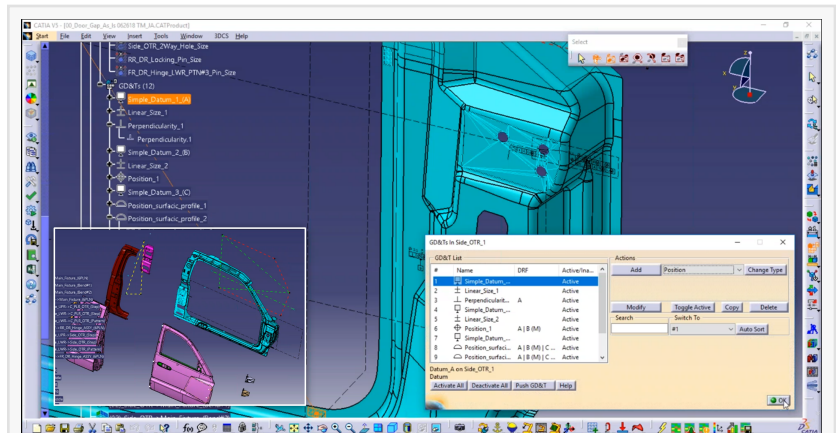 CATIA V5 - [00_Door_Gap_As_b 062618 TM_JA.CATProduct]
Start File Edit View Insert Tools Window 3DCS Help
Side_OTR_2Way_Hole_Size
RR_DR_Locking_Pin_Size
FR_DR_Hinge_LWR_PTN#3_Pin_Size
GD&Ts (12)
Simple_Datum_1_(A)
Linear_Size_1
Perpendicularity_1
Perpendicularity.1
Simple_Datum_2_(B)
Linear_Size_2
Position_1
Simple_Datum_3_(C)
Position_surfacic_profile_1
Position_surfacic_profile_2
Select
GD&Ts In Side_OTR_1
GD&T List
# Name DRF Active/Ina...
1 Simple_Datum_... Active
2 Linear_Size_1 Active
3 Perpendicularit... A Active
4 Simple_Datum_... Active
5 Linear_Size_2 Active
6 Position_1 A | B (M) Active
7 Simple_Datum_... Active
8 Position_surfaci... A | B (M) | C ... Active
9 Position_surfaci... A | B (M) | C ... Active
Actions
Add Position Change Type
Modify Toggle Active Copy Delete
Search Switch To
#1 Auto Sort
Datum_A on Side_OTR_1
Datum
Activate All Deactivate All Push GD&T Help
OK
CATIA